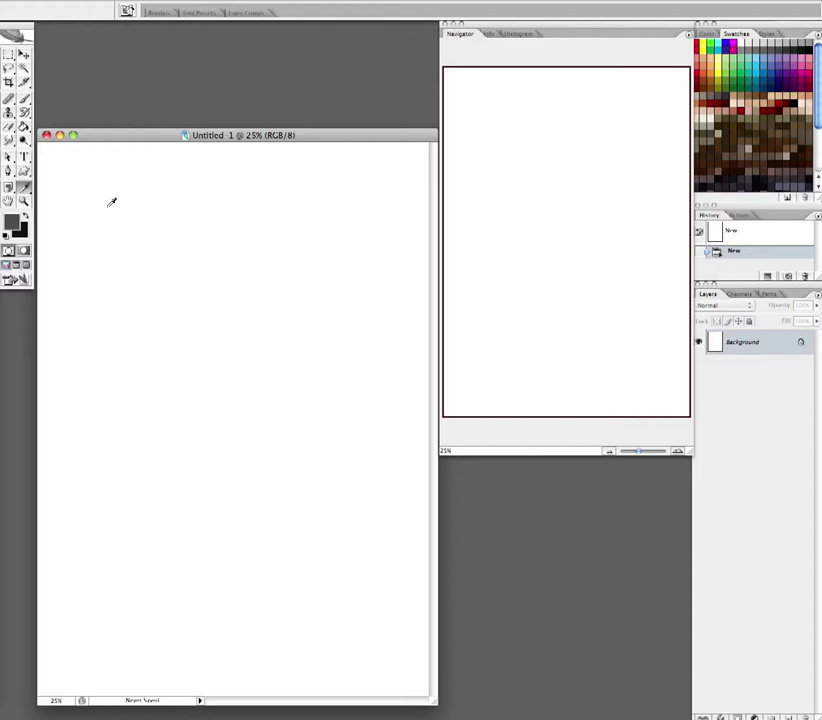 Brushes Tool Presets Layer Comps
Navigator Info Histogram
Color Swatches Styles
Untitled-1 @ 25% (RGB/8)
History Actions
New
New
Layers Channels Paths
Normal Opacity: 100%
Lock: Fill: 100%
Background
25%
25% Never Saved